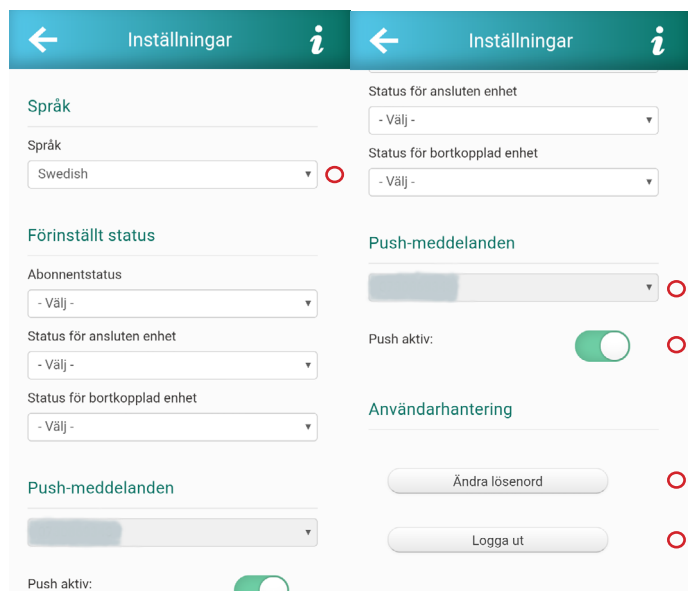 Inställningar
Språk
Språk
Swedish
Förinställt status
Abonnentstatus
- Välj -
Status för ansluten enhet
- Välj -
Status för bortkopplad enhet
- Välj -
Push-meddelanden
Push aktiv:
Inställningar
Status för ansluten enhet
- Välj -
Status för bortkopplad enhet
- Välj -
Push-meddelanden
Push aktiv:
Användarhantering
Ändra lösenord
Logga ut